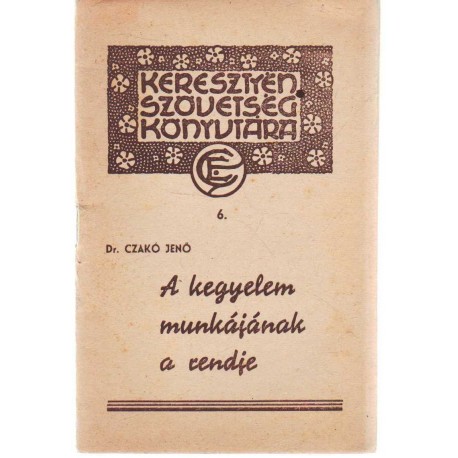 KERESZTYÉN
SZÖVETSÉG
KÖNYVTÁRA
6.
Dr. CZAKÓ JENŐ
A kegyelem
munkájának
a rendje